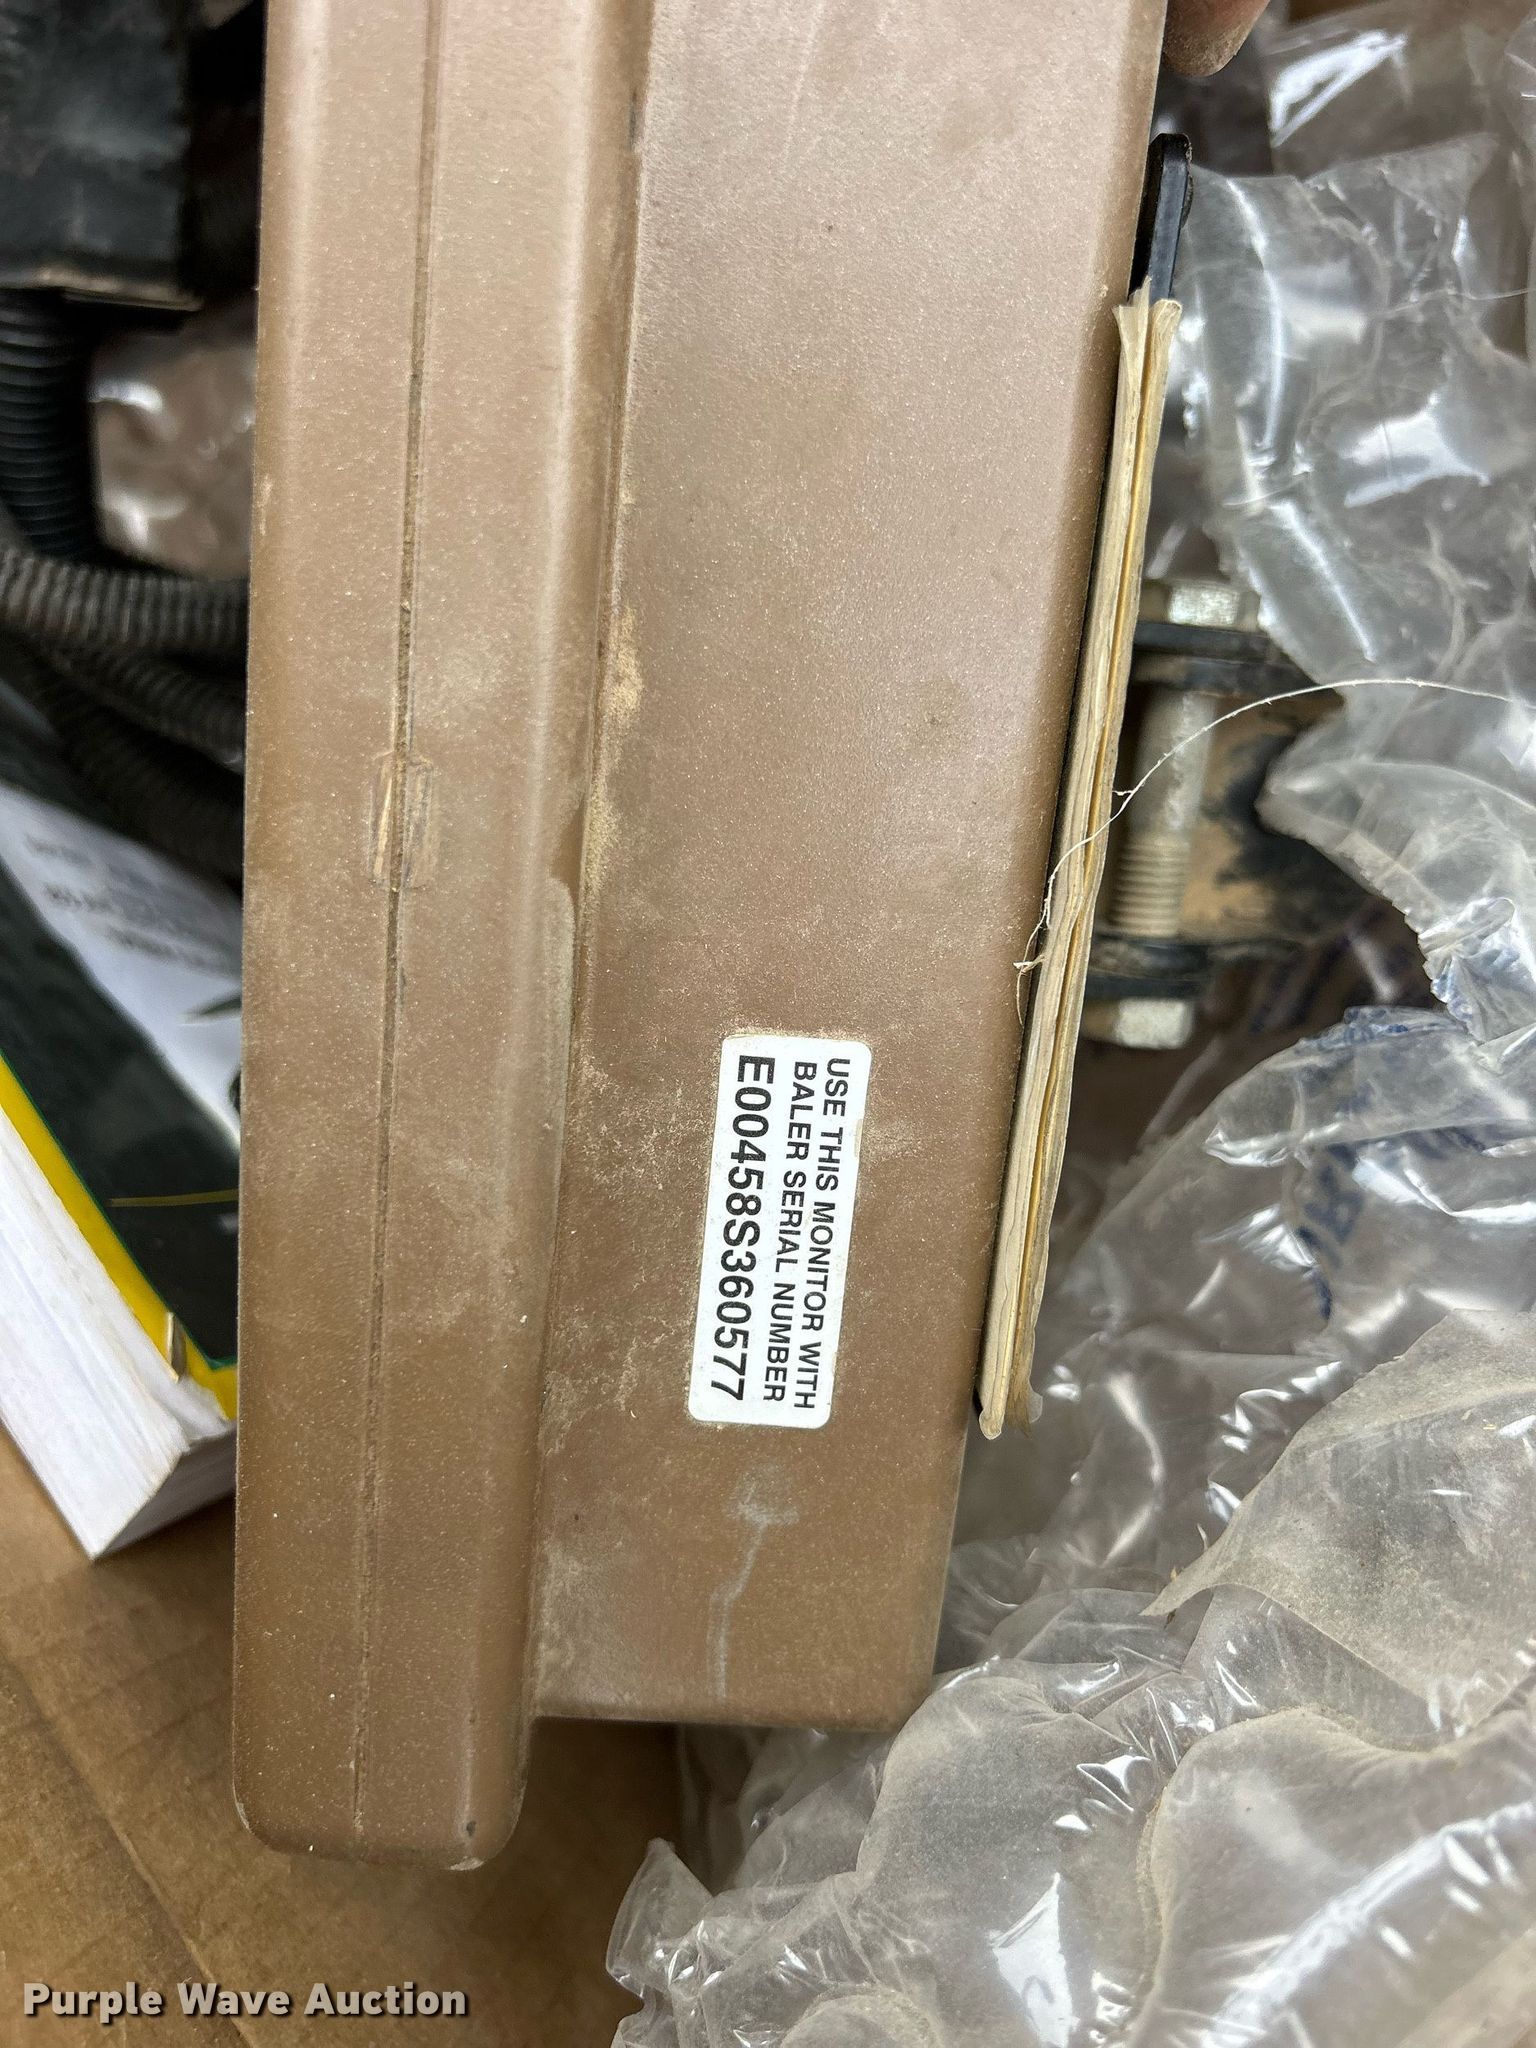 USE THIS MONITOR WITH
BALER SERIAL NUMBER
E00458S360577
Purple Wave Auction